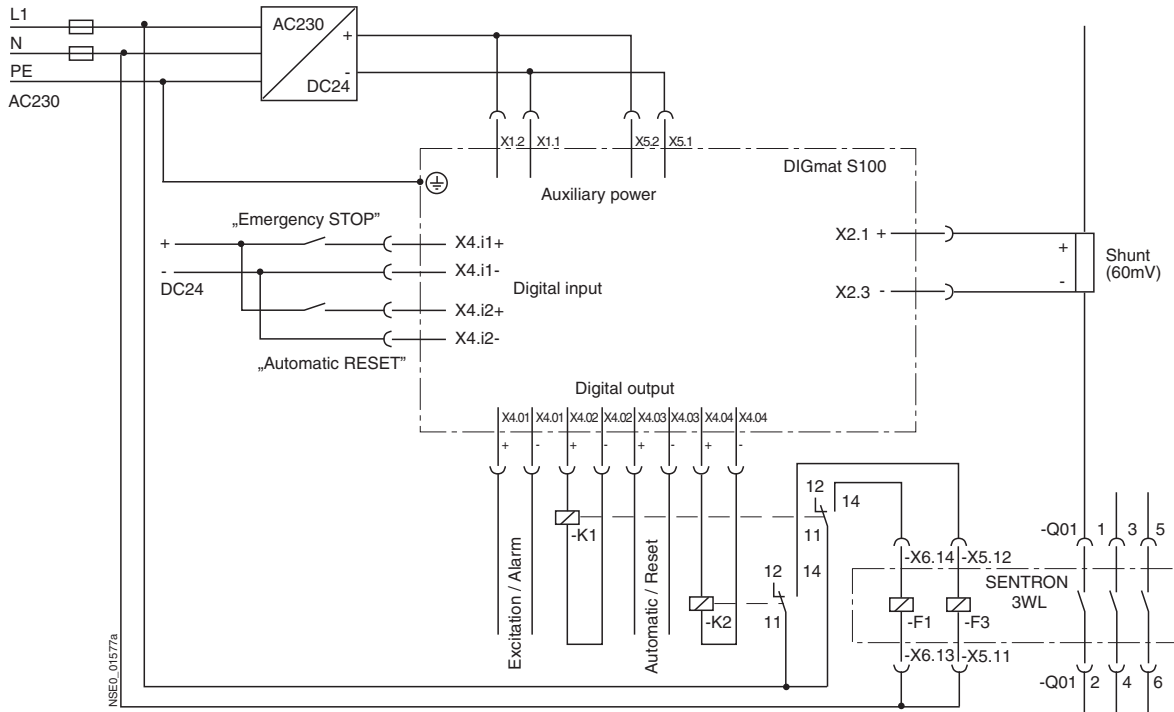 L1
AC230
N
+
PE
-
DC24
AC230
X1.2 X1.1 X5.2 X5.1
DIGmat S100
Auxiliary power
„Emergency STOP”
+ X4.i1+
X2.1 +
+
Shunt
(60mV)
- X4.i1-
DC24
Digital input
X2.3 -
-
X4.i2+
X4.i2-
„Automatic RESET”
Digital output
X4.01 X4.01 X4.02 X4.02 X4.03 X4.03 X4.04 X4.04
+ - + - + - + -
12
14
-K1
11
-Q01 1 3 5
-X6.14 -X5.12
12 14
SENTRON
3WL
-K2
11
-F1 -F3
Excitation / Alarm
Automatic / Reset
-X6.13 -X5.11
-Q01 2 4 6
NSE0_01577a